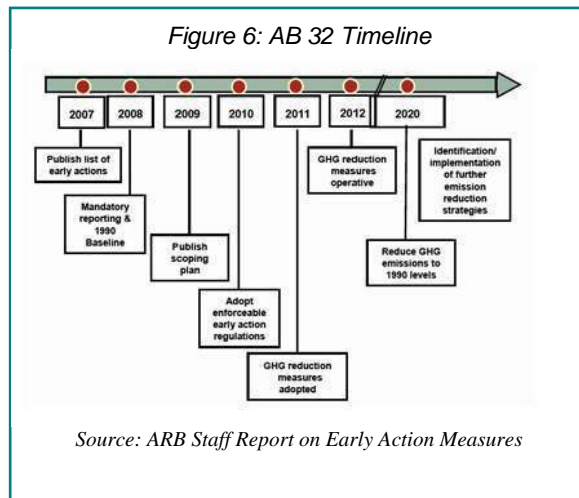 Figure 6: AB 32 Timeline
2007
2008
2009
2010
2011
2012
2020
Publish list of
early actions
Mandatory
reporting &
1990
Baseline
Publish
scoping
plan
Adopt
enforceable
early action
regulations
GHG reduction
measures
adopted
GHG reduction
measures
operative
Reduce GHG
emissions to
1990 levels
Identification/
implementation
of further
emission
reduction
strategies
Source: ARB Staff Report on Early Action Measures